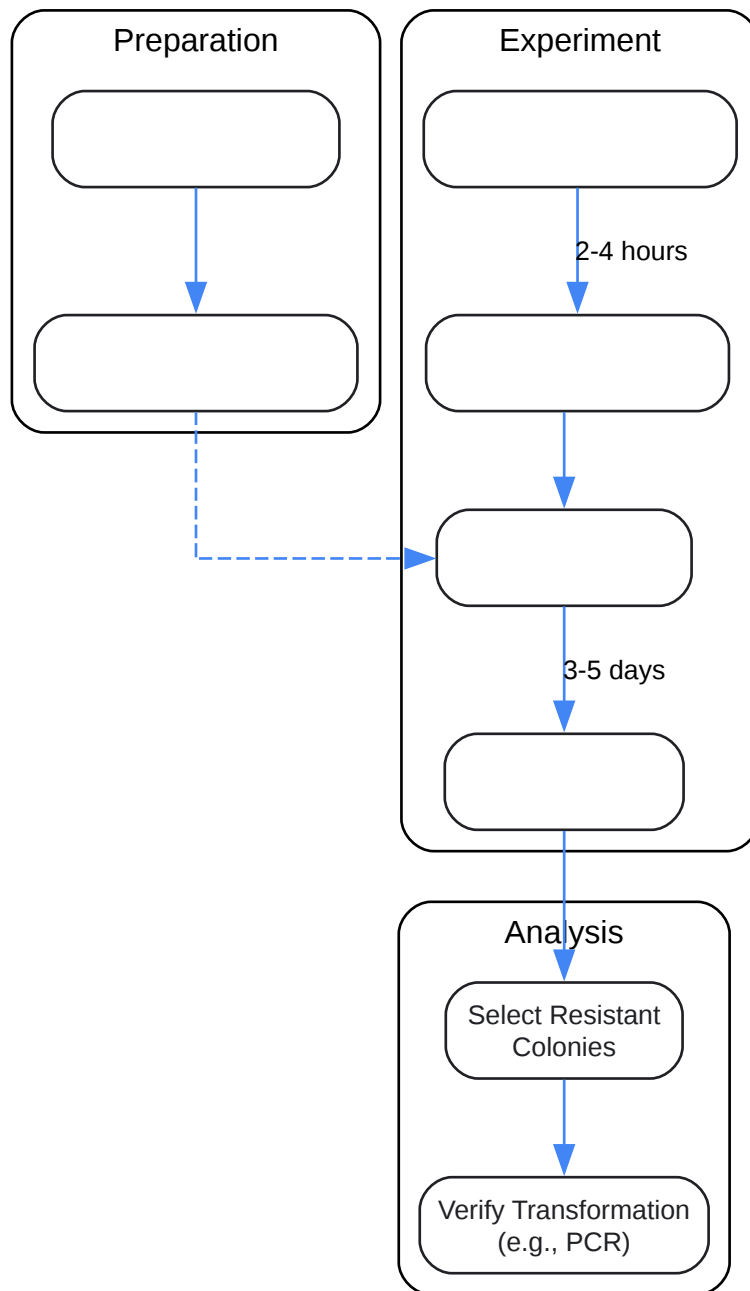 Preparation
Experiment
2-4 hours
3-5 days
Analysis
Select Resistant
Colonies
Verify Transformation
(e.g., PCR)